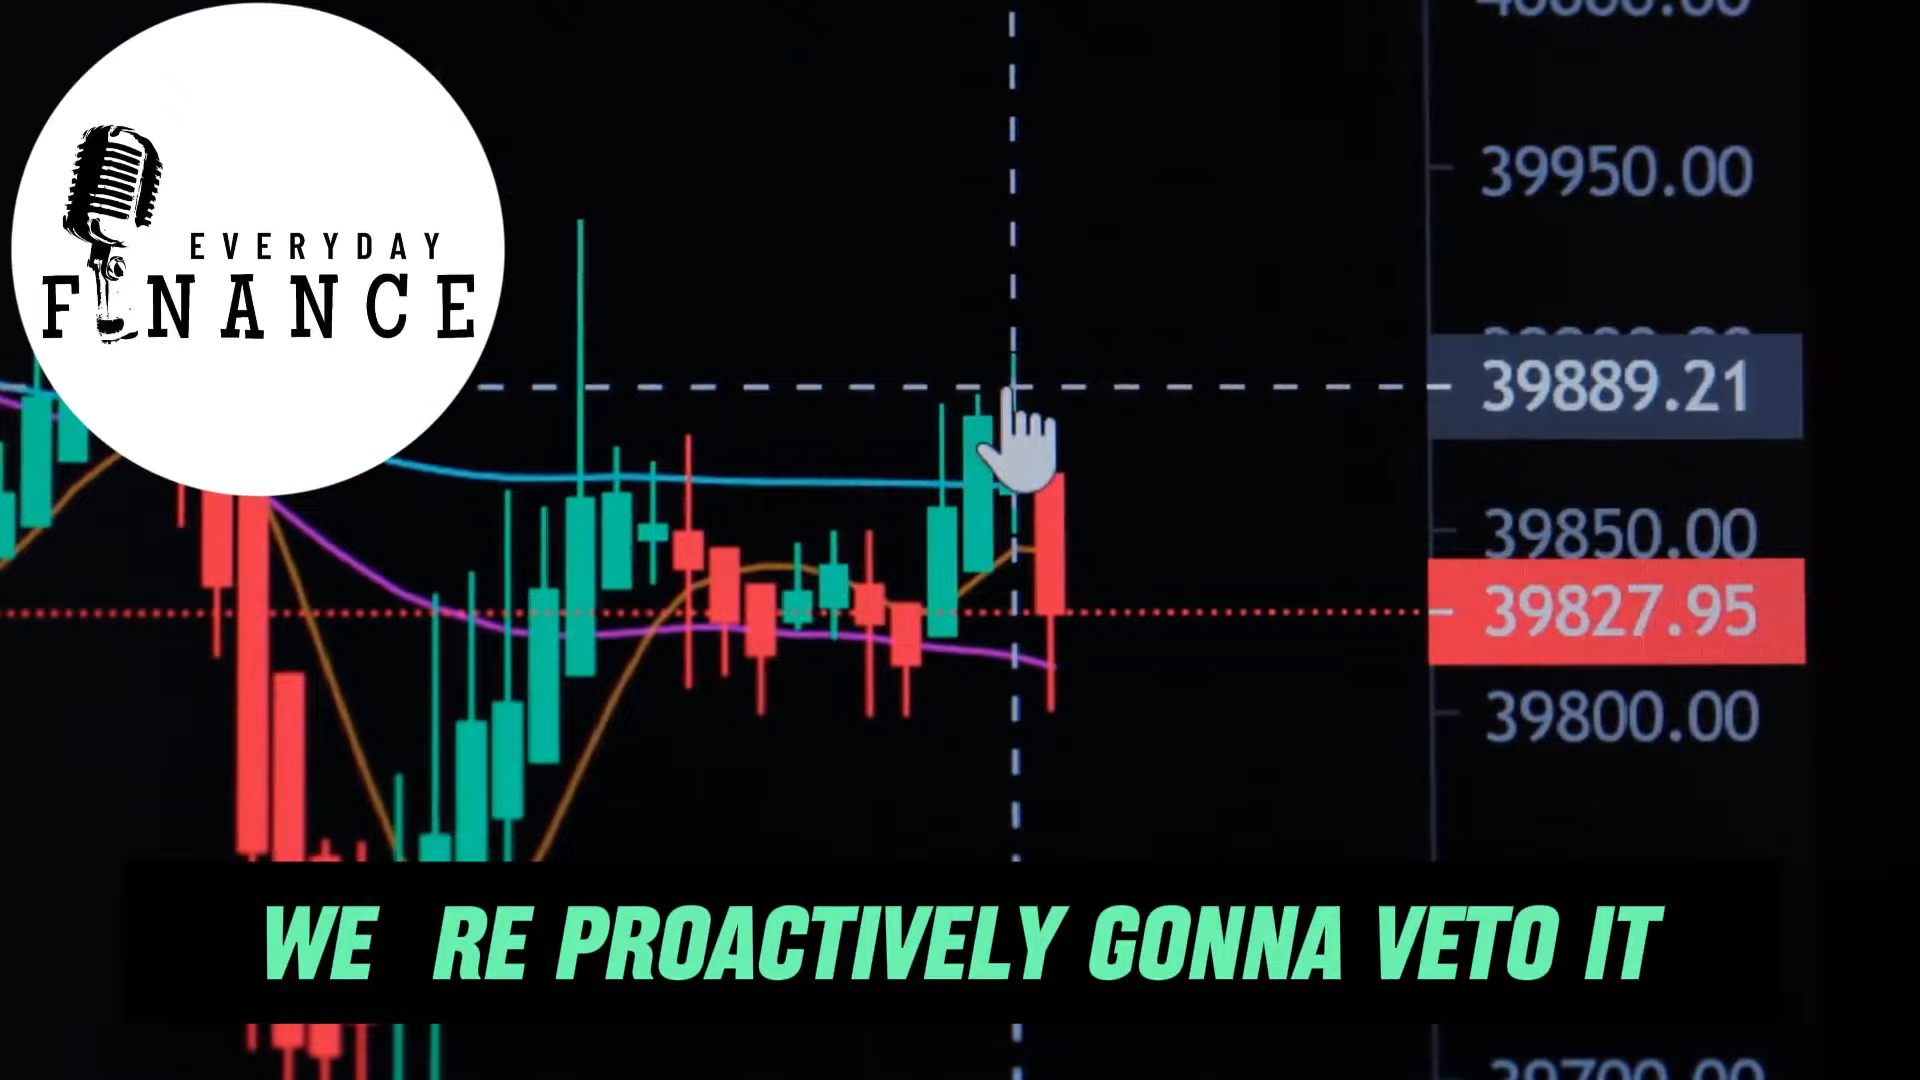 EVERYDAY
FINANCE
39950.00
39889.21
39850.00
39827.95
39800.00
WE RE PROACTIVELY GONNA VETO IT